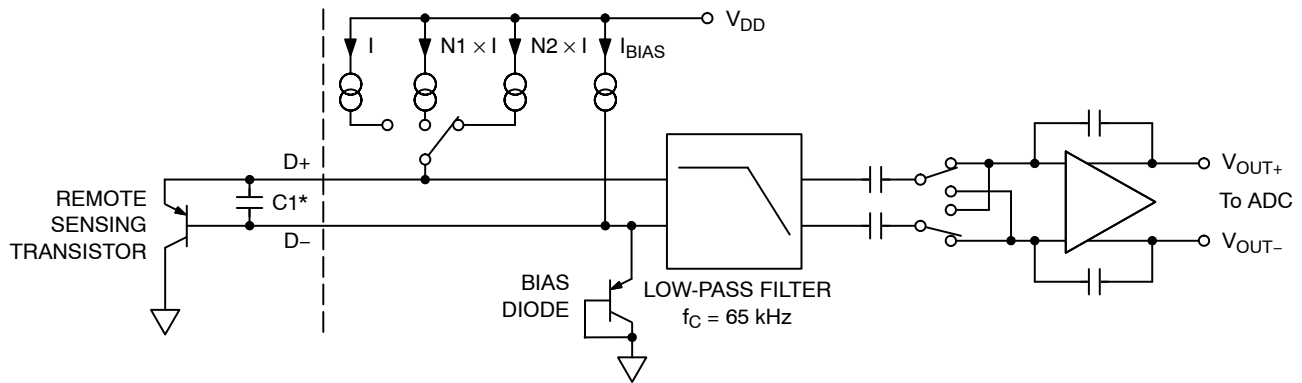 V_DD
I N1 × I N2 × I I_BIAS
D+
REMOTE
SENSING
TRANSISTOR
C1*
D−
BIAS
DIODE
LOW-PASS FILTER
f_C = 65 kHz
V_OUT+
To ADC
V_OUT−